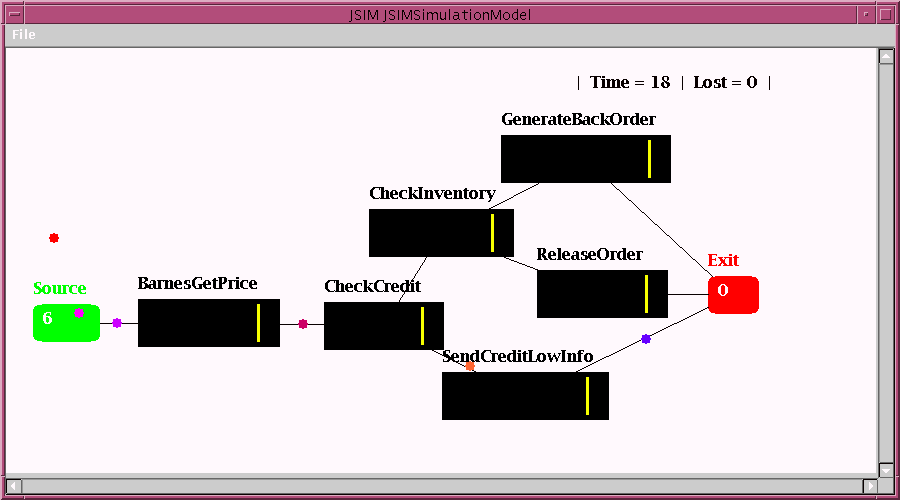 JSIM JSIMSimulationModel
File
| Time = 18 | Lost = 0 |
GenerateBackOrder
CheckInventory
ReleaseOrder
Exit
0
BarnesGetPrice
CheckCredit
Source
6
SendCreditLowInfo